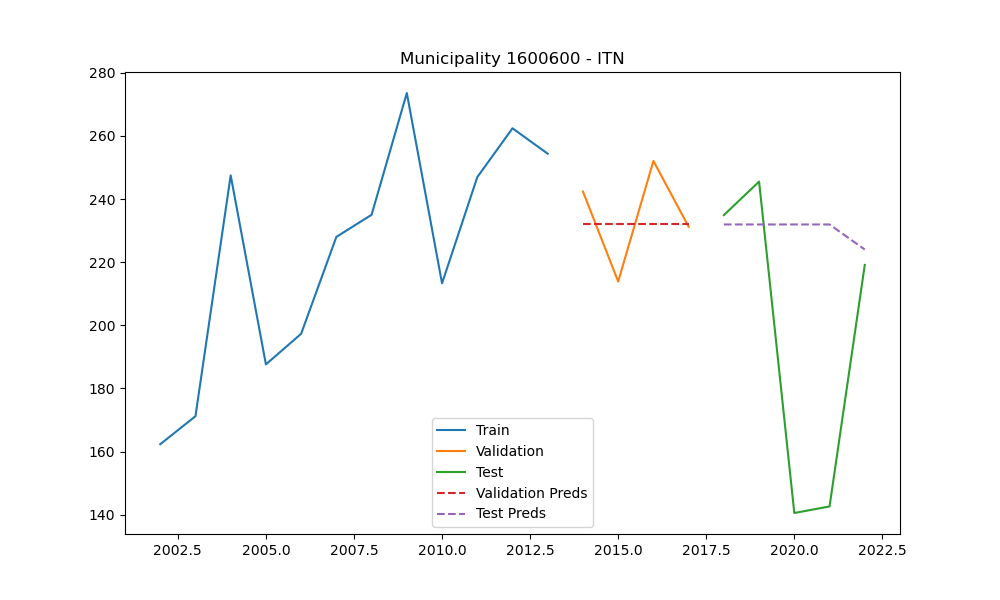 Municipality 1600600 - ITN
280
260
240
220
200
180
160
140
2002.5 2005.0 2007.5 2010.0 2012.5 2015.0 2017.5 2020.0 2022.5
Train
Validation
Test
Validation Preds
Test Preds